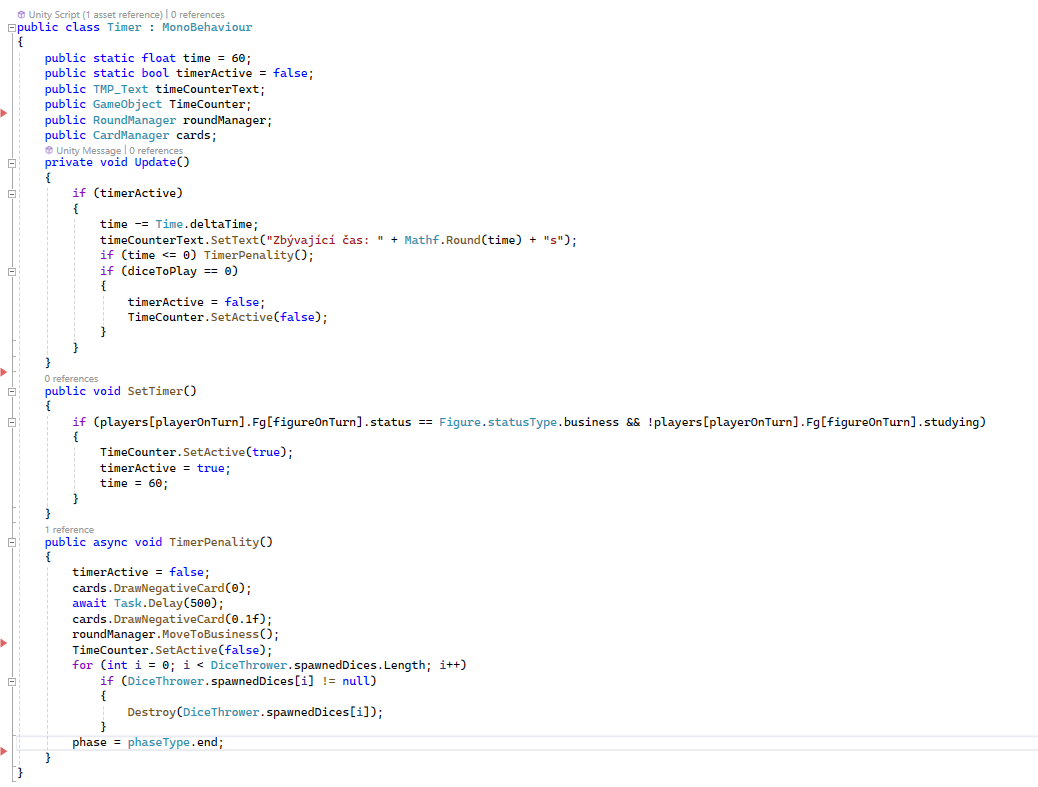 Unity Script (1 asset reference) | 0 references
public class Timer : MonoBehaviour
{
    public static float time = 60;
    public static bool timerActive = false;
    public TMP_Text timeCounterText;
    public GameObject TimeCounter;
    public RoundManager roundManager;
    public CardManager cards;
    Unity Message | 0 references
    private void Update()
    {
        if (timerActive)
        {
            time -= Time.deltaTime;
            timeCounterText.SetText("Zbývající čas: " + Mathf.Round(time) + "s");
            if (time <= 0) TimerPenality();
            if (diceToPlay == 0)
            {
                timerActive = false;
                TimeCounter.SetActive(false);
            }
        }
    }
    0 references
    public void SetTimer()
    {
        if (players[playerOnTurn].Fg[figureOnTurn].status == Figure.statusType.business && !players[playerOnTurn].Fg[figureOnTurn].studying)
        {
            TimeCounter.SetActive(true);
            timerActive = true;
            time = 60;
        }
    }
    1 reference
    public async void TimerPenality()
    {
        timerActive = false;
        cards.DrawNegativeCard(0);
        await Task.Delay(500);
        cards.DrawNegativeCard(0.1f);
        roundManager.MoveToBusiness();
        TimeCounter.SetActive(false);
        for (int i = 0; i < DiceThrower.spawnedDices.Length; i++)
            if (DiceThrower.spawnedDices[i] != null)
            {
                Destroy(DiceThrower.spawnedDices[i]);
            }
        phase = phaseType.end;
    }
}